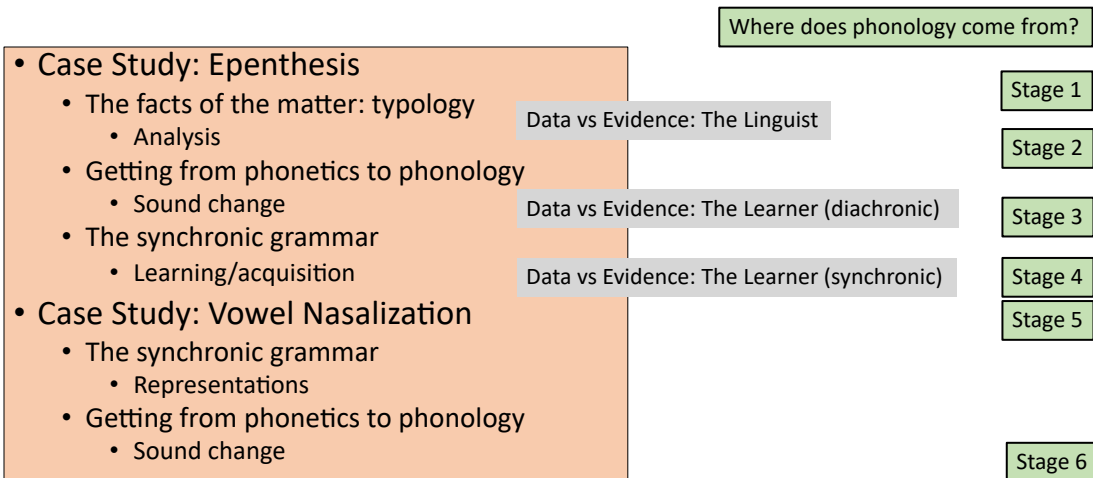 Where does phonology come from?
• Case Study: Epenthesis
Stage 1
• The facts of the matter: typology
Data vs Evidence: The Linguist
• Analysis
Stage 2
• Getting from phonetics to phonology
• Sound change
Data vs Evidence: The Learner (diachronic)
Stage 3
• The synchronic grammar
• Learning/acquisition
Data vs Evidence: The Learner (synchronic)
Stage 4
• Case Study: Vowel Nasalization
Stage 5
• The synchronic grammar
• Representations
• Getting from phonetics to phonology
• Sound change
Stage 6